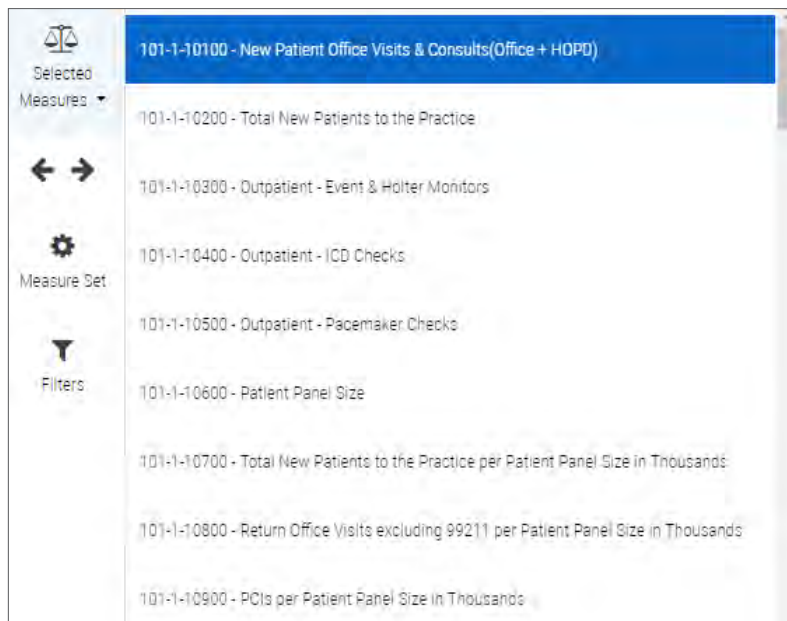 Selected
Measures
Measure Set
Filters
101-1-10100 - New Patient Office Visits & Consults(Office + HOPD)
101-1-10200 - Total New Patients to the Practice
101-1-10300 - Outpatient - Event & Holter Monitors
101-1-10400 - Outpatient - ICD Checks
101-1-10500 - Outpatient - Pacemaker Checks
101-1-10600 - Patient Panel Size
101-1-10700 - Total New Patients to the Practice per Patient Panel Size in Thousands
101-1-10800 - Return Office Visits excluding 99211 per Patient Panel Size in Thousands
101-1-10900 - PCIs per Patient Panel Size in Thousands